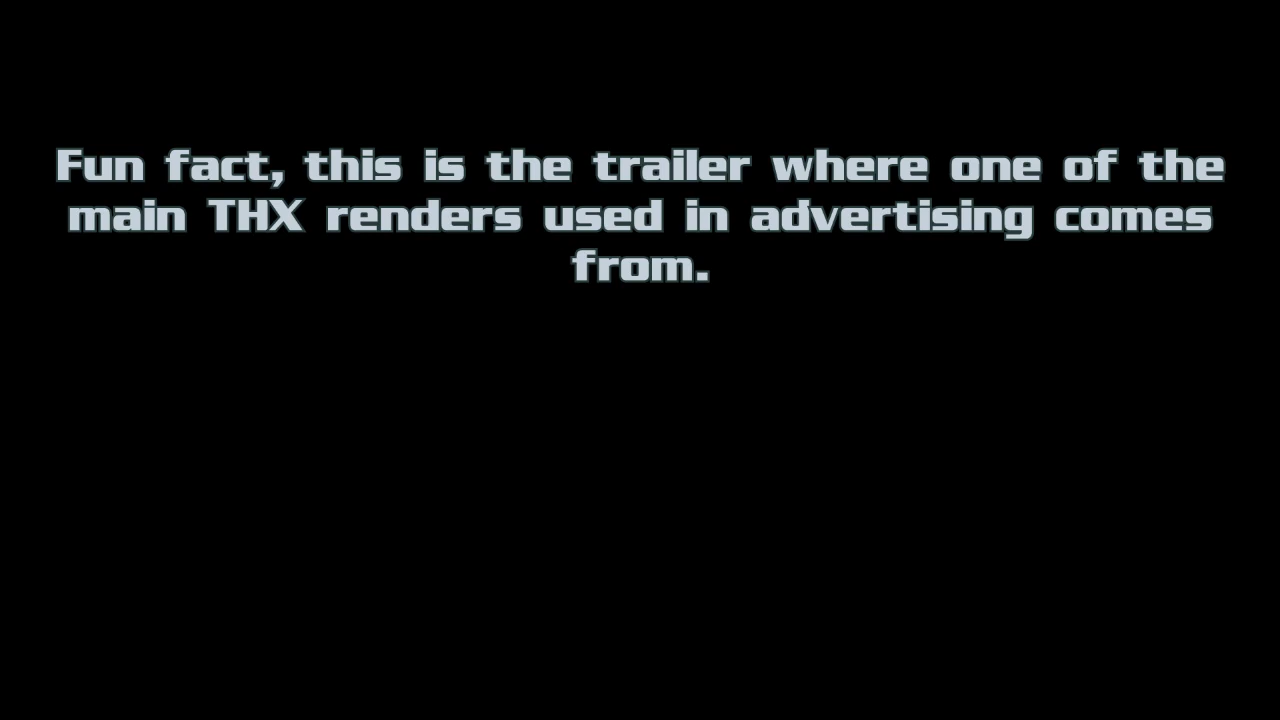 Fun fact, this is the trailer where one of the
main THX renders used in advertising comes
from.